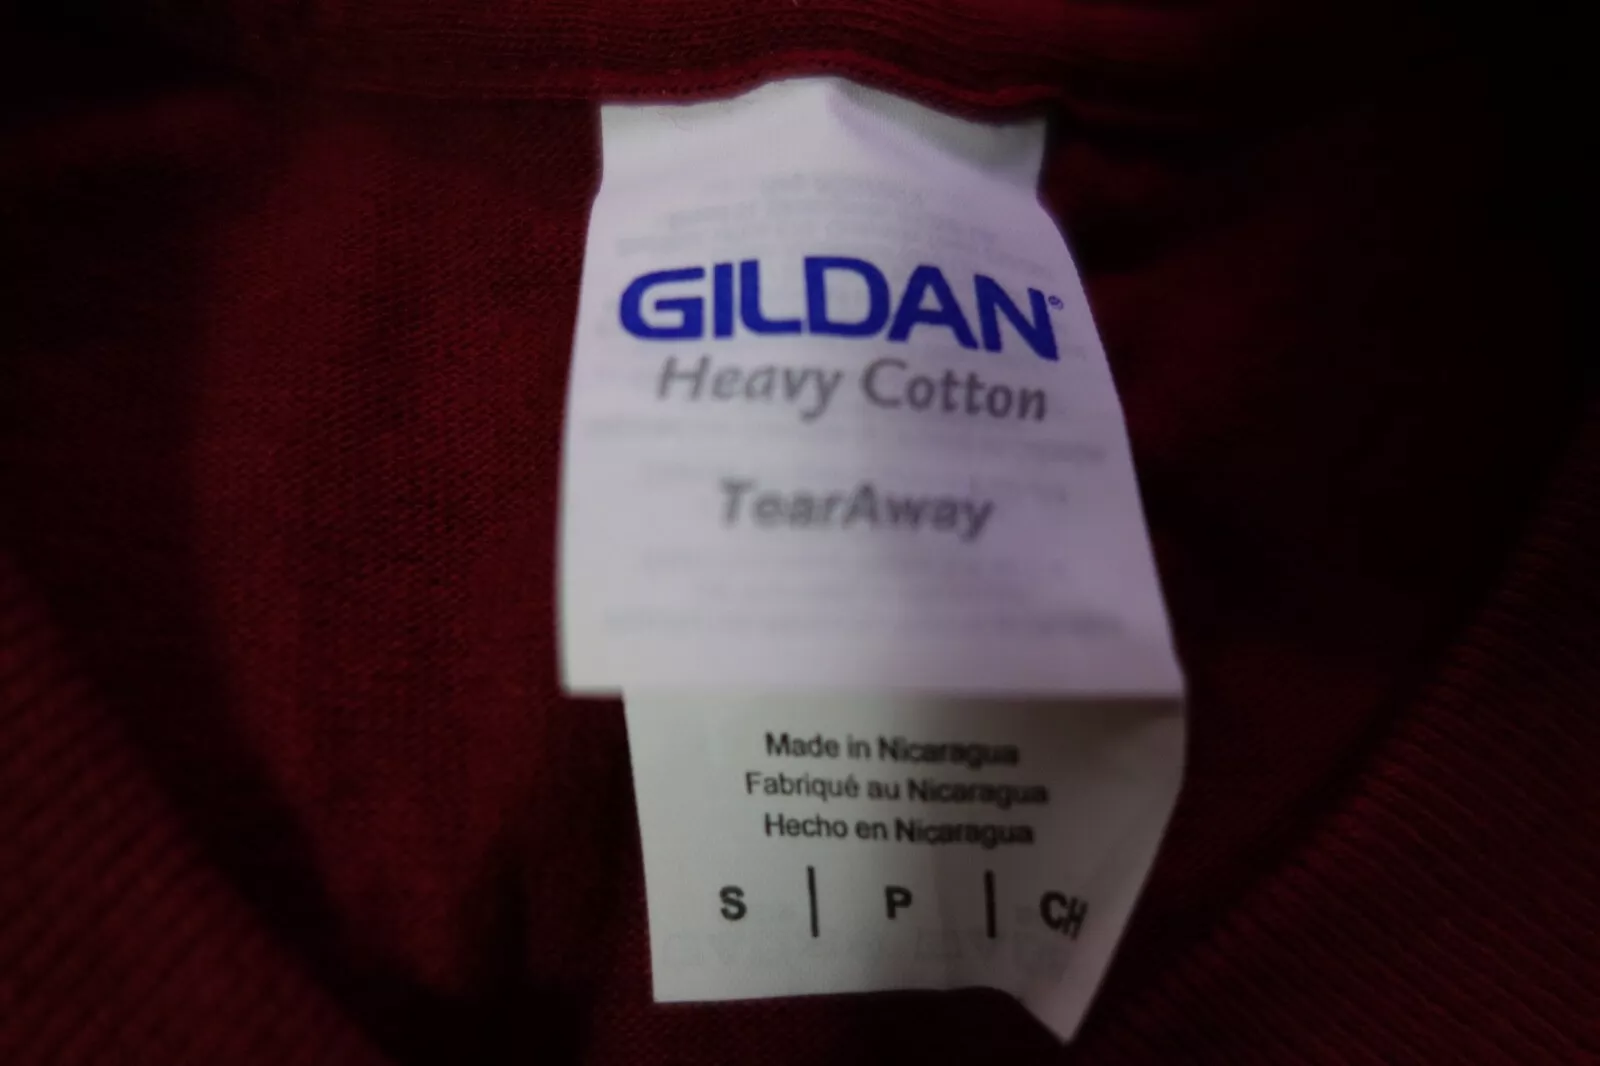 GILDAN®
Heavy Cotton
TearAway
Made in Nicaragua
Fabriqué au Nicaragua
Hecho en Nicaragua
S | P | CH